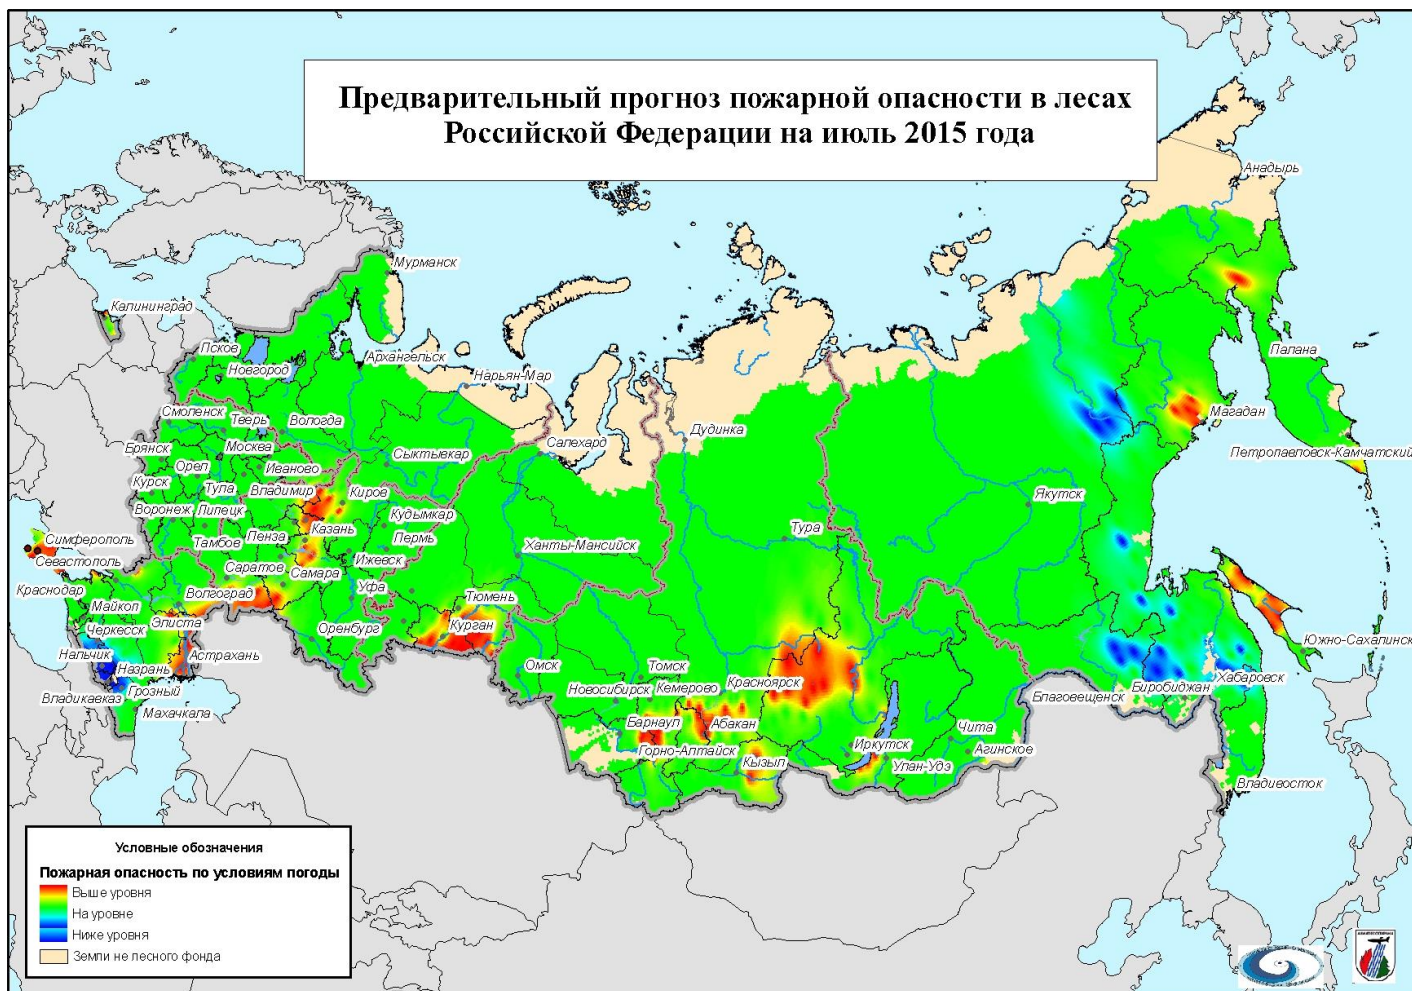 Предварительный прогноз пожарной опасности в лесах
Российской Федерации на июль 2015 года
Анадырь
Мурманск
Калининград
Псков
Новгород
Архангельск
Нарьян-Мар
Палана
Смоленск
Тверь
Вологда
Магадан
Дудинка
Салехард
Брянск
Москва
Сыктывкар
Петропавловск-Камчатский
Орел
Иваново
Курск
Тула
Владимир
Киров
Якутск
Воронеж
Липецк
Кудымкар
Казань
Тура
Симферополь
Тамбов
Пенза
Пермь
Ханты-Мансийск
Севастополь
Ижевск
Саратов
Самара
Краснодар
Волгоград
Уфа
Тюмень
Майкоп
Элиста
Оренбург
Курган
Черкесск
Южно-Сахалинск
Нальчик
Назрань
Астрахань
Омск
Томск
Красноярск
Хабаровск
Владикавказ
Грозный
Новосибирск
Кемерово
Благовещенск
Биробиджан
Махачкала
Барнаул
Абакан
Чита
Горно-Алтайск
Иркутск
Агинское
Кызыл
Улан-Удэ
Владивосток
Условные обозначения
Пожарная опасность по условиям погоды
Выше уровня
На уровне
Ниже уровня
Земли не лесного фонда